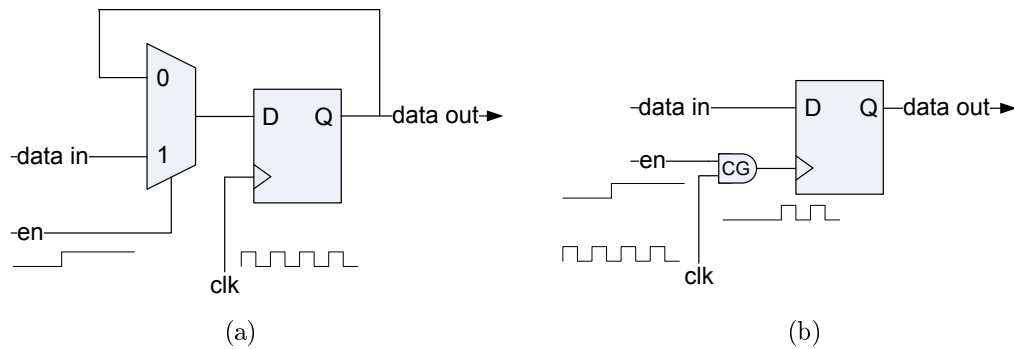 0
D
Q
data out
data in
1
en
clk
(a)
data in
D
Q
data out
en
CG
clk
(b)